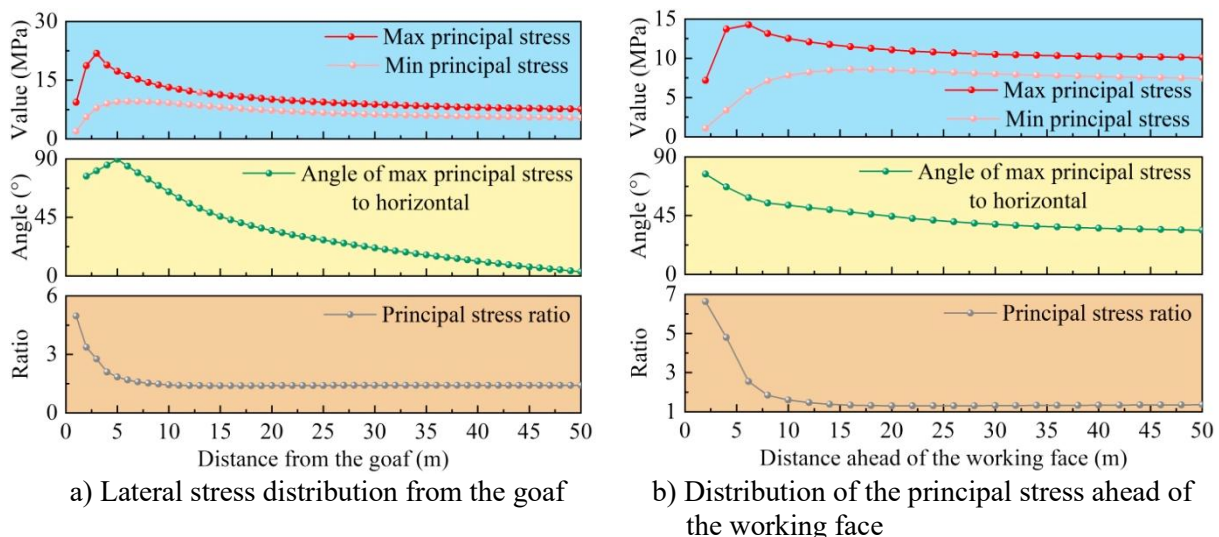 30
15
0
Value (MPa)
Max principal stress
Min principal stress
90
45
0
Angle (°)
Angle of max principal stress
to horizontal
6
3
0
Ratio
Principal stress ratio
0 5 10 15 20 25 30 35 40 45 50
Distance from the goaf (m)
a) Lateral stress distribution from the goaf
15
10
5
0
Value (MPa)
Max principal stress
Min principal stress
90
45
0
Angle (°)
Angle of max principal stress
to horizontal
7
5
3
1
Ratio
Principal stress ratio
0 5 10 15 20 25 30 35 40 45 50
Distance ahead of the working face (m)
b) Distribution of the principal stress ahead of
the working face